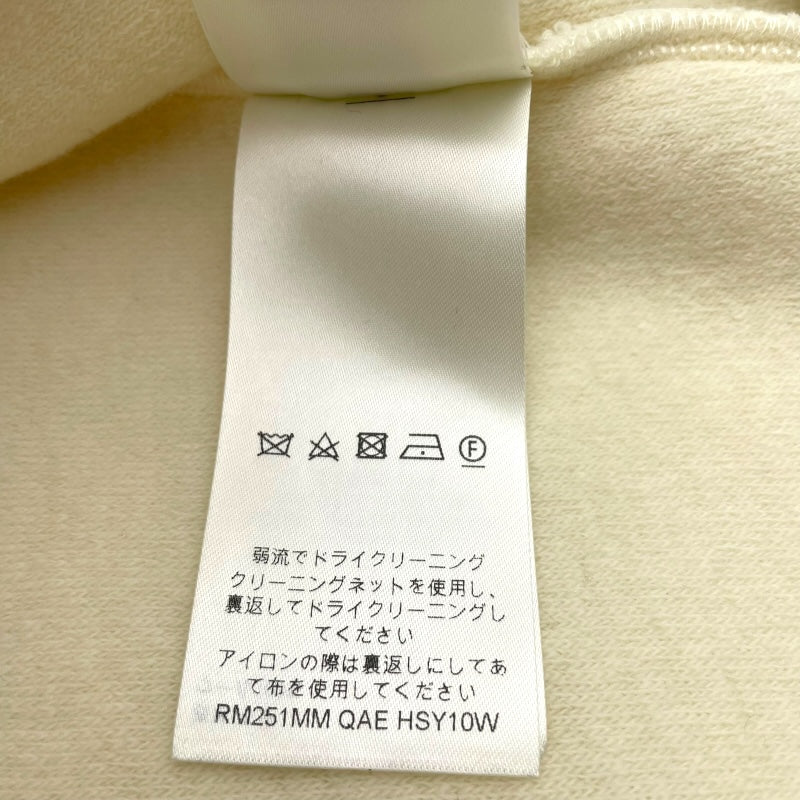 F
弱流でドライクリーニング
クリーニングネットを使用し、
裏返してドライクリーニングし
てください
アイロンの際は裏返しにしてあ
て布を使用してください
RM251MM QAE HSY10W